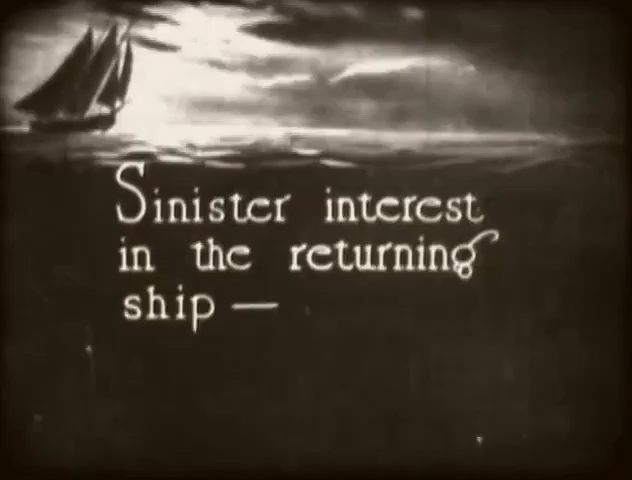 Sinister interest
in the returning
ship —